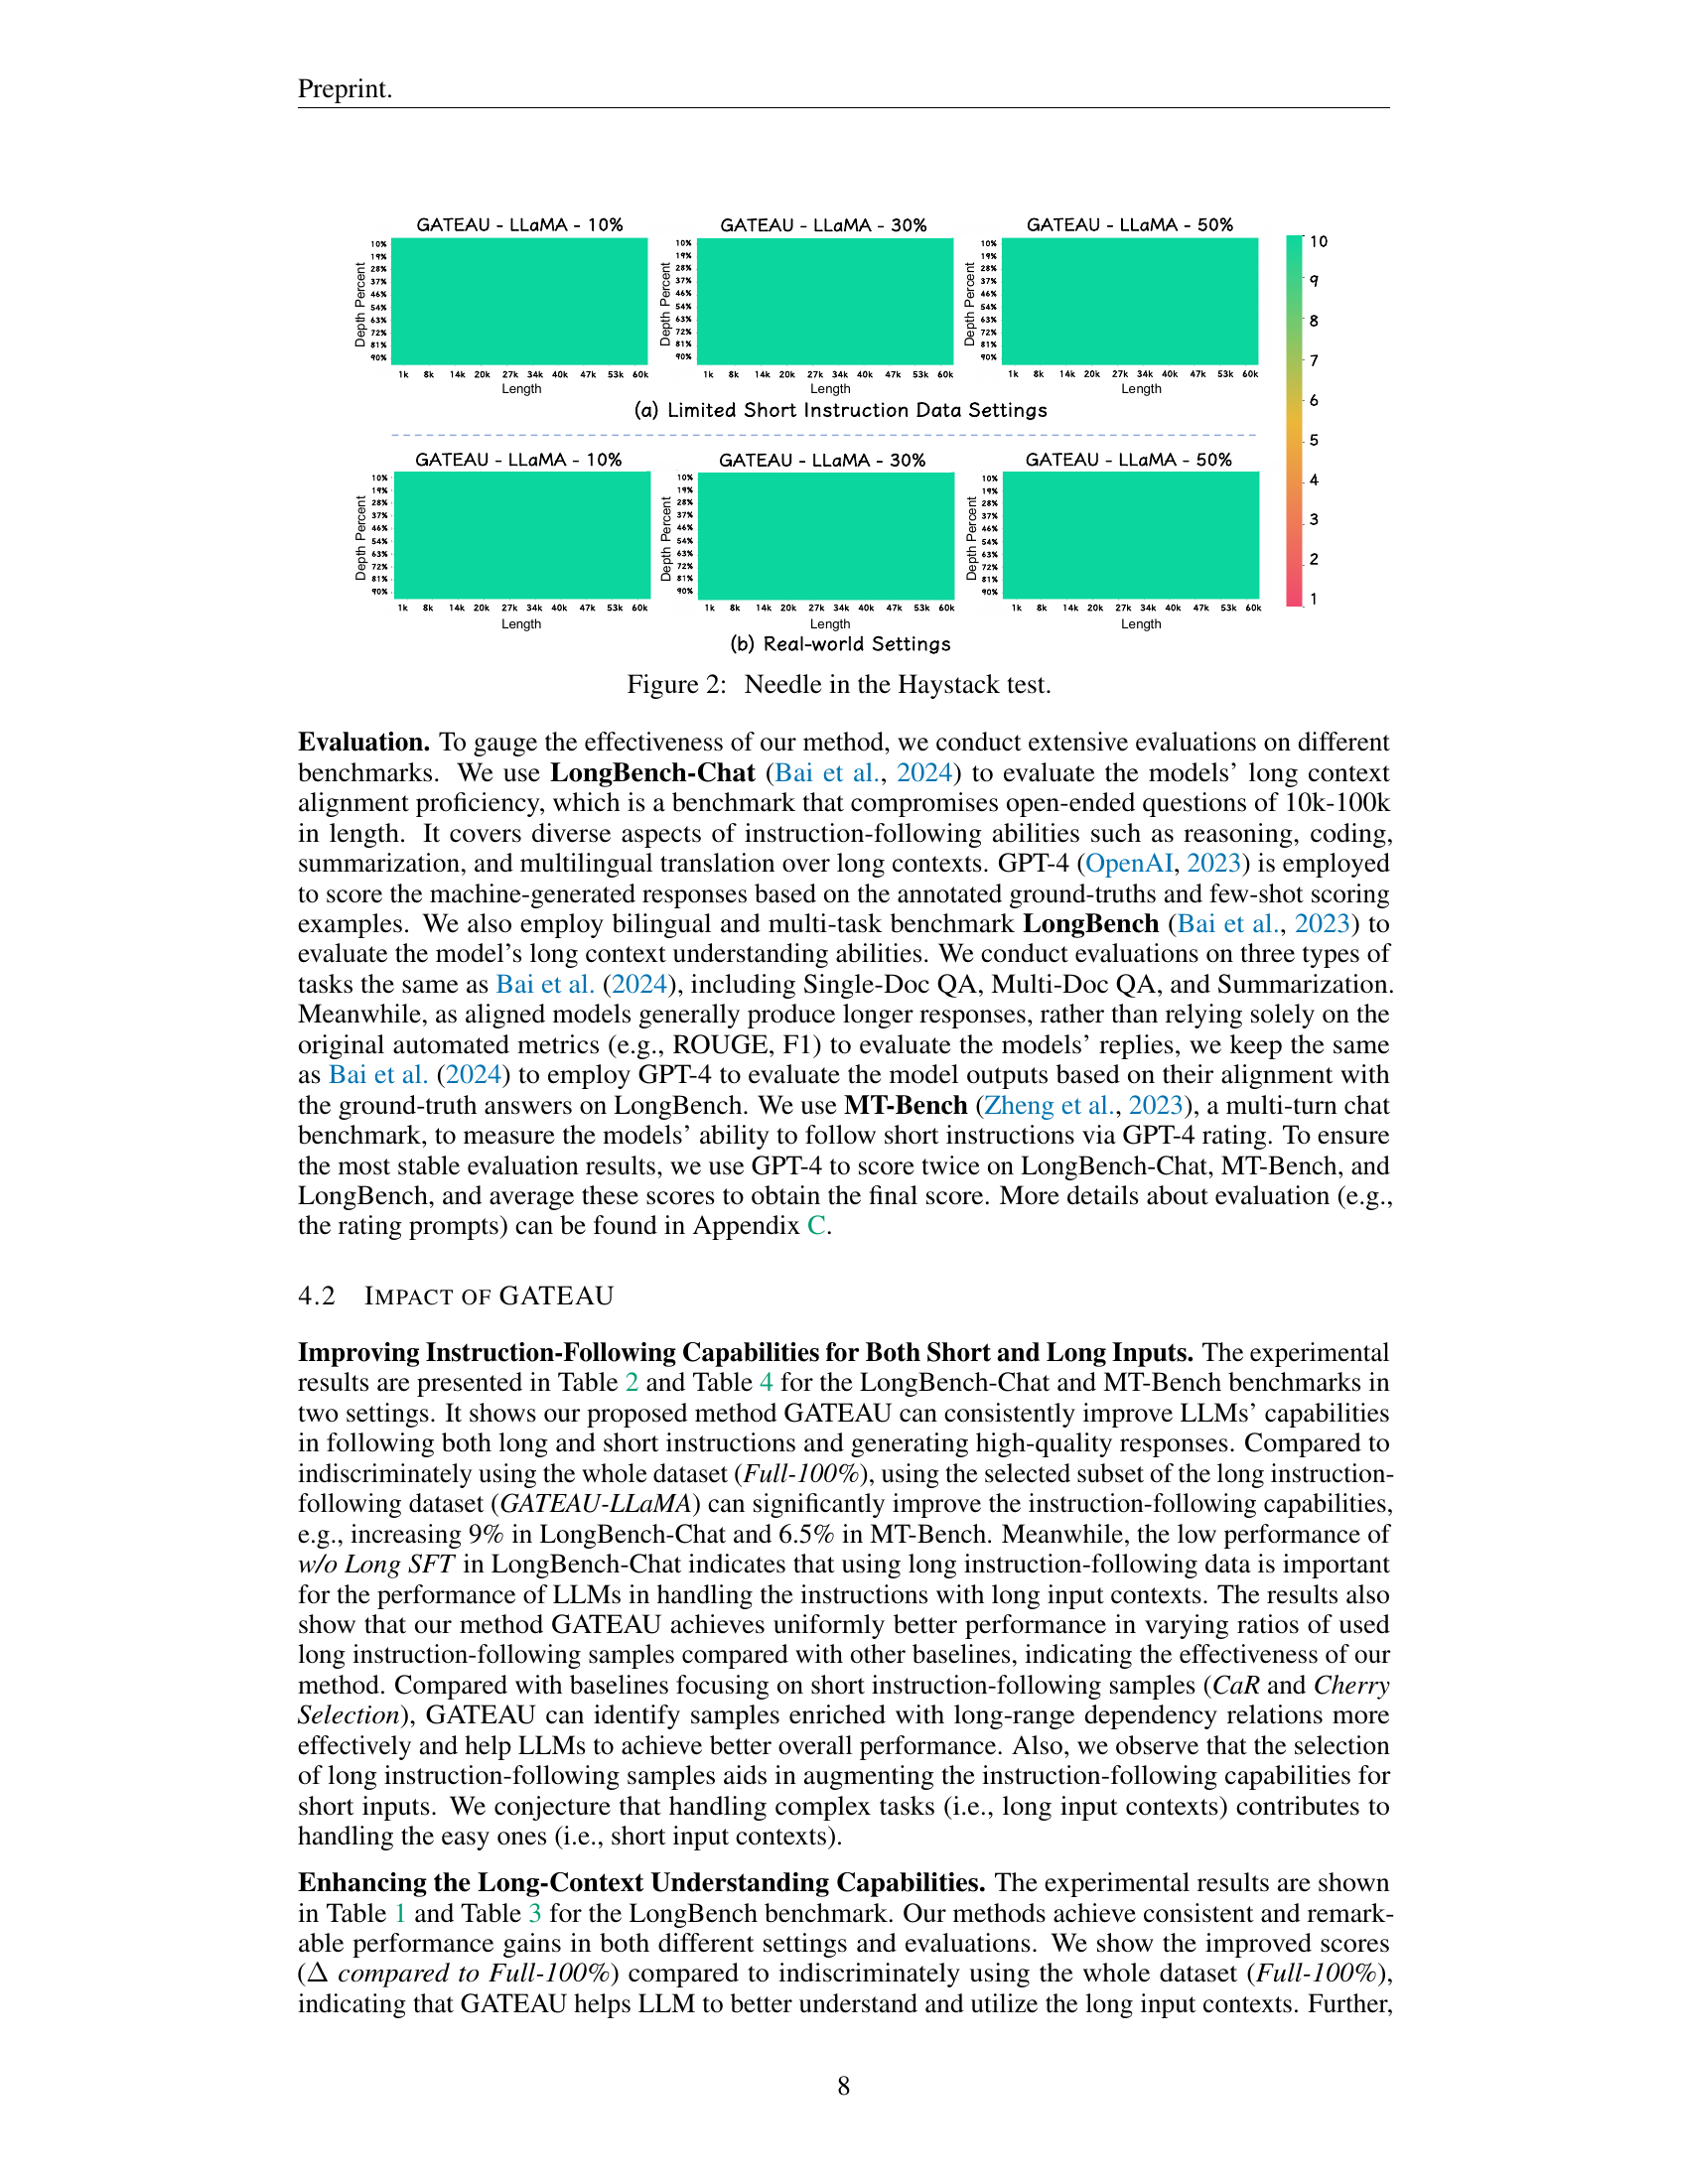 Preprint.
GATEAU - LLaMA - 10%
GATEAU - LLaMA - 30%
GATEAU - LLaMA - 50%
Depth Percent
10%
19%
28%
37%
46%
54%
63%
72%
81%
90%
1k 8k 14k 20k 27k 34k 40k 47k 53k 60k
Length
Depth Percent
10%
19%
28%
37%
46%
54%
63%
72%
81%
90%
1k 8k 14k 20k 27k 34k 40k 47k 53k 60k
Length
Depth Percent
10%
19%
28%
37%
46%
54%
63%
72%
81%
90%
1k 8k 14k 20k 27k 34k 40k 47k 53k 60k
Length
(a) Limited Short Instruction Data Settings
GATEAU - LLaMA - 10%
GATEAU - LLaMA - 30%
GATEAU - LLaMA - 50%
Depth Percent
10%
19%
28%
37%
46%
54%
63%
72%
81%
90%
1k 8k 14k 20k 27k 34k 40k 47k 53k 60k
Length
Depth Percent
10%
19%
28%
37%
46%
54%
63%
72%
81%
90%
1k 8k 14k 20k 27k 34k 40k 47k 53k 60k
Length
Depth Percent
10%
19%
28%
37%
46%
54%
63%
72%
81%
90%
1k 8k 14k 20k 27k 34k 40k 47k 53k 60k
Length
(b) Real-world Settings
10
9
8
7
6
5
4
3
2
1
Figure 2: Needle in the Haystack test.
Evaluation. To gauge the effectiveness of our method, we conduct extensive evaluations on different
benchmarks. We use LongBench-Chat (Bai et al., 2024) to evaluate the models' long context
alignment proficiency, which is a benchmark that compromises open-ended questions of 10k-100k
in length. It covers diverse aspects of instruction-following abilities such as reasoning, coding,
summarization, and multilingual translation over long contexts. GPT-4 (OpenAI, 2023) is employed
to score the machine-generated responses based on the annotated ground-truths and few-shot scoring
examples. We also employ bilingual and multi-task benchmark LongBench (Bai et al., 2023) to
evaluate the model's long context understanding abilities. We conduct evaluations on three types of
tasks the same as Bai et al. (2024), including Single-Doc QA, Multi-Doc QA, and Summarization.
Meanwhile, as aligned models generally produce longer responses, rather than relying solely on the
original automated metrics (e.g., ROUGE, F1) to evaluate the models' replies, we keep the same
as Bai et al. (2024) to employ GPT-4 to evaluate the model outputs based on their alignment with
the ground-truth answers on LongBench. We use MT-Bench (Zheng et al., 2023), a multi-turn chat
benchmark, to measure the models' ability to follow short instructions via GPT-4 rating. To ensure
the most stable evaluation results, we use GPT-4 to score twice on LongBench-Chat, MT-Bench, and
LongBench, and average these scores to obtain the final score. More details about evaluation (e.g.,
the rating prompts) can be found in Appendix C.
4.2 IMPACT OF GATEAU
Improving Instruction-Following Capabilities for Both Short and Long Inputs. The experimental
results are presented in Table 2 and Table 4 for the LongBench-Chat and MT-Bench benchmarks in
two settings. It shows our proposed method GATEAU can consistently improve LLMs' capabilities
in following both long and short instructions and generating high-quality responses. Compared to
indiscriminately using the whole dataset (Full-100%), using the selected subset of the long instruction-
following dataset (GATEAU-LLaMA) can significantly improve the instruction-following capabilities,
e.g., increasing 9% in LongBench-Chat and 6.5% in MT-Bench. Meanwhile, the low performance of
w/o Long SFT in LongBench-Chat indicates that using long instruction-following data is important
for the performance of LLMs in handling the instructions with long input contexts. The results also
show that our method GATEAU achieves uniformly better performance in varying ratios of used
long instruction-following samples compared with other baselines, indicating the effectiveness of our
method. Compared with baselines focusing on short instruction-following samples (CaR and Cherry
Selection), GATEAU can identify samples enriched with long-range dependency relations more
effectively and help LLMs to achieve better overall performance. Also, we observe that the selection
of long instruction-following samples aids in augmenting the instruction-following capabilities for
short inputs. We conjecture that handling complex tasks (i.e., long input contexts) contributes to
handling the easy ones (i.e., short input contexts).
Enhancing the Long-Context Understanding Capabilities. The experimental results are shown
in Table 1 and Table 3 for the LongBench benchmark. Our methods achieve consistent and remark-
able performance gains in both different settings and evaluations. We show the improved scores
(Δ compared to Full-100%) compared to indiscriminately using the whole dataset (Full-100%),
indicating that GATEAU helps LLM to better understand and utilize the long input contexts. Further,
8